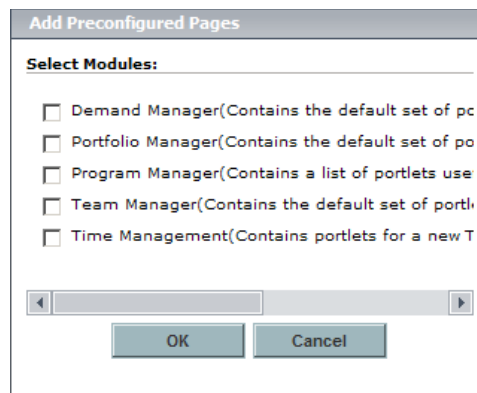 Add Preconfigured Pages
Select Modules:
Demand Manager(Contains the default set of
Portfolio Manager(Contains the default set of
Program Manager(Contains a list of portlets
Team Manager(Contains the default set of
Time Management(Contains portlets for a new
OK
Cancel